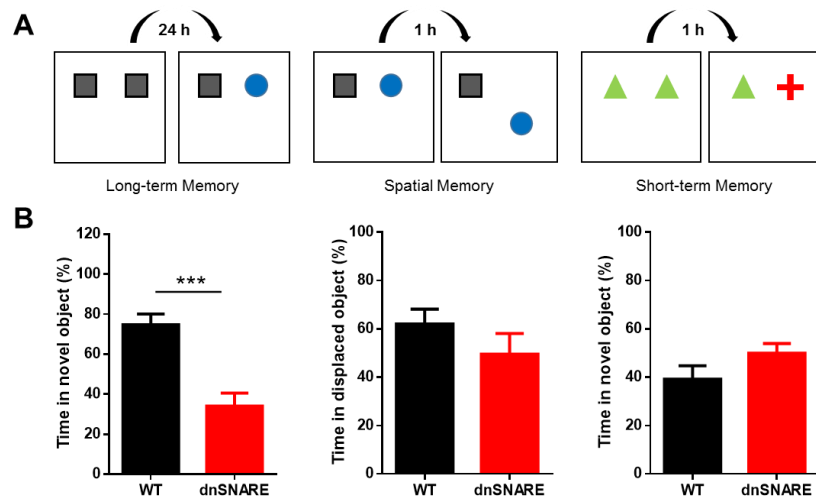 A
24 h
1 h
1 h
Long-term Memory
Spatial Memory
Short-term Memory
B
Time in novel object (%)
120
100
80
60
40
20
0
***
WT
dnSNARE
Time in displaced object (%)
100
80
60
40
20
0
WT
dnSNARE
Time in novel object (%)
100
80
60
40
20
0
WT
dnSNARE